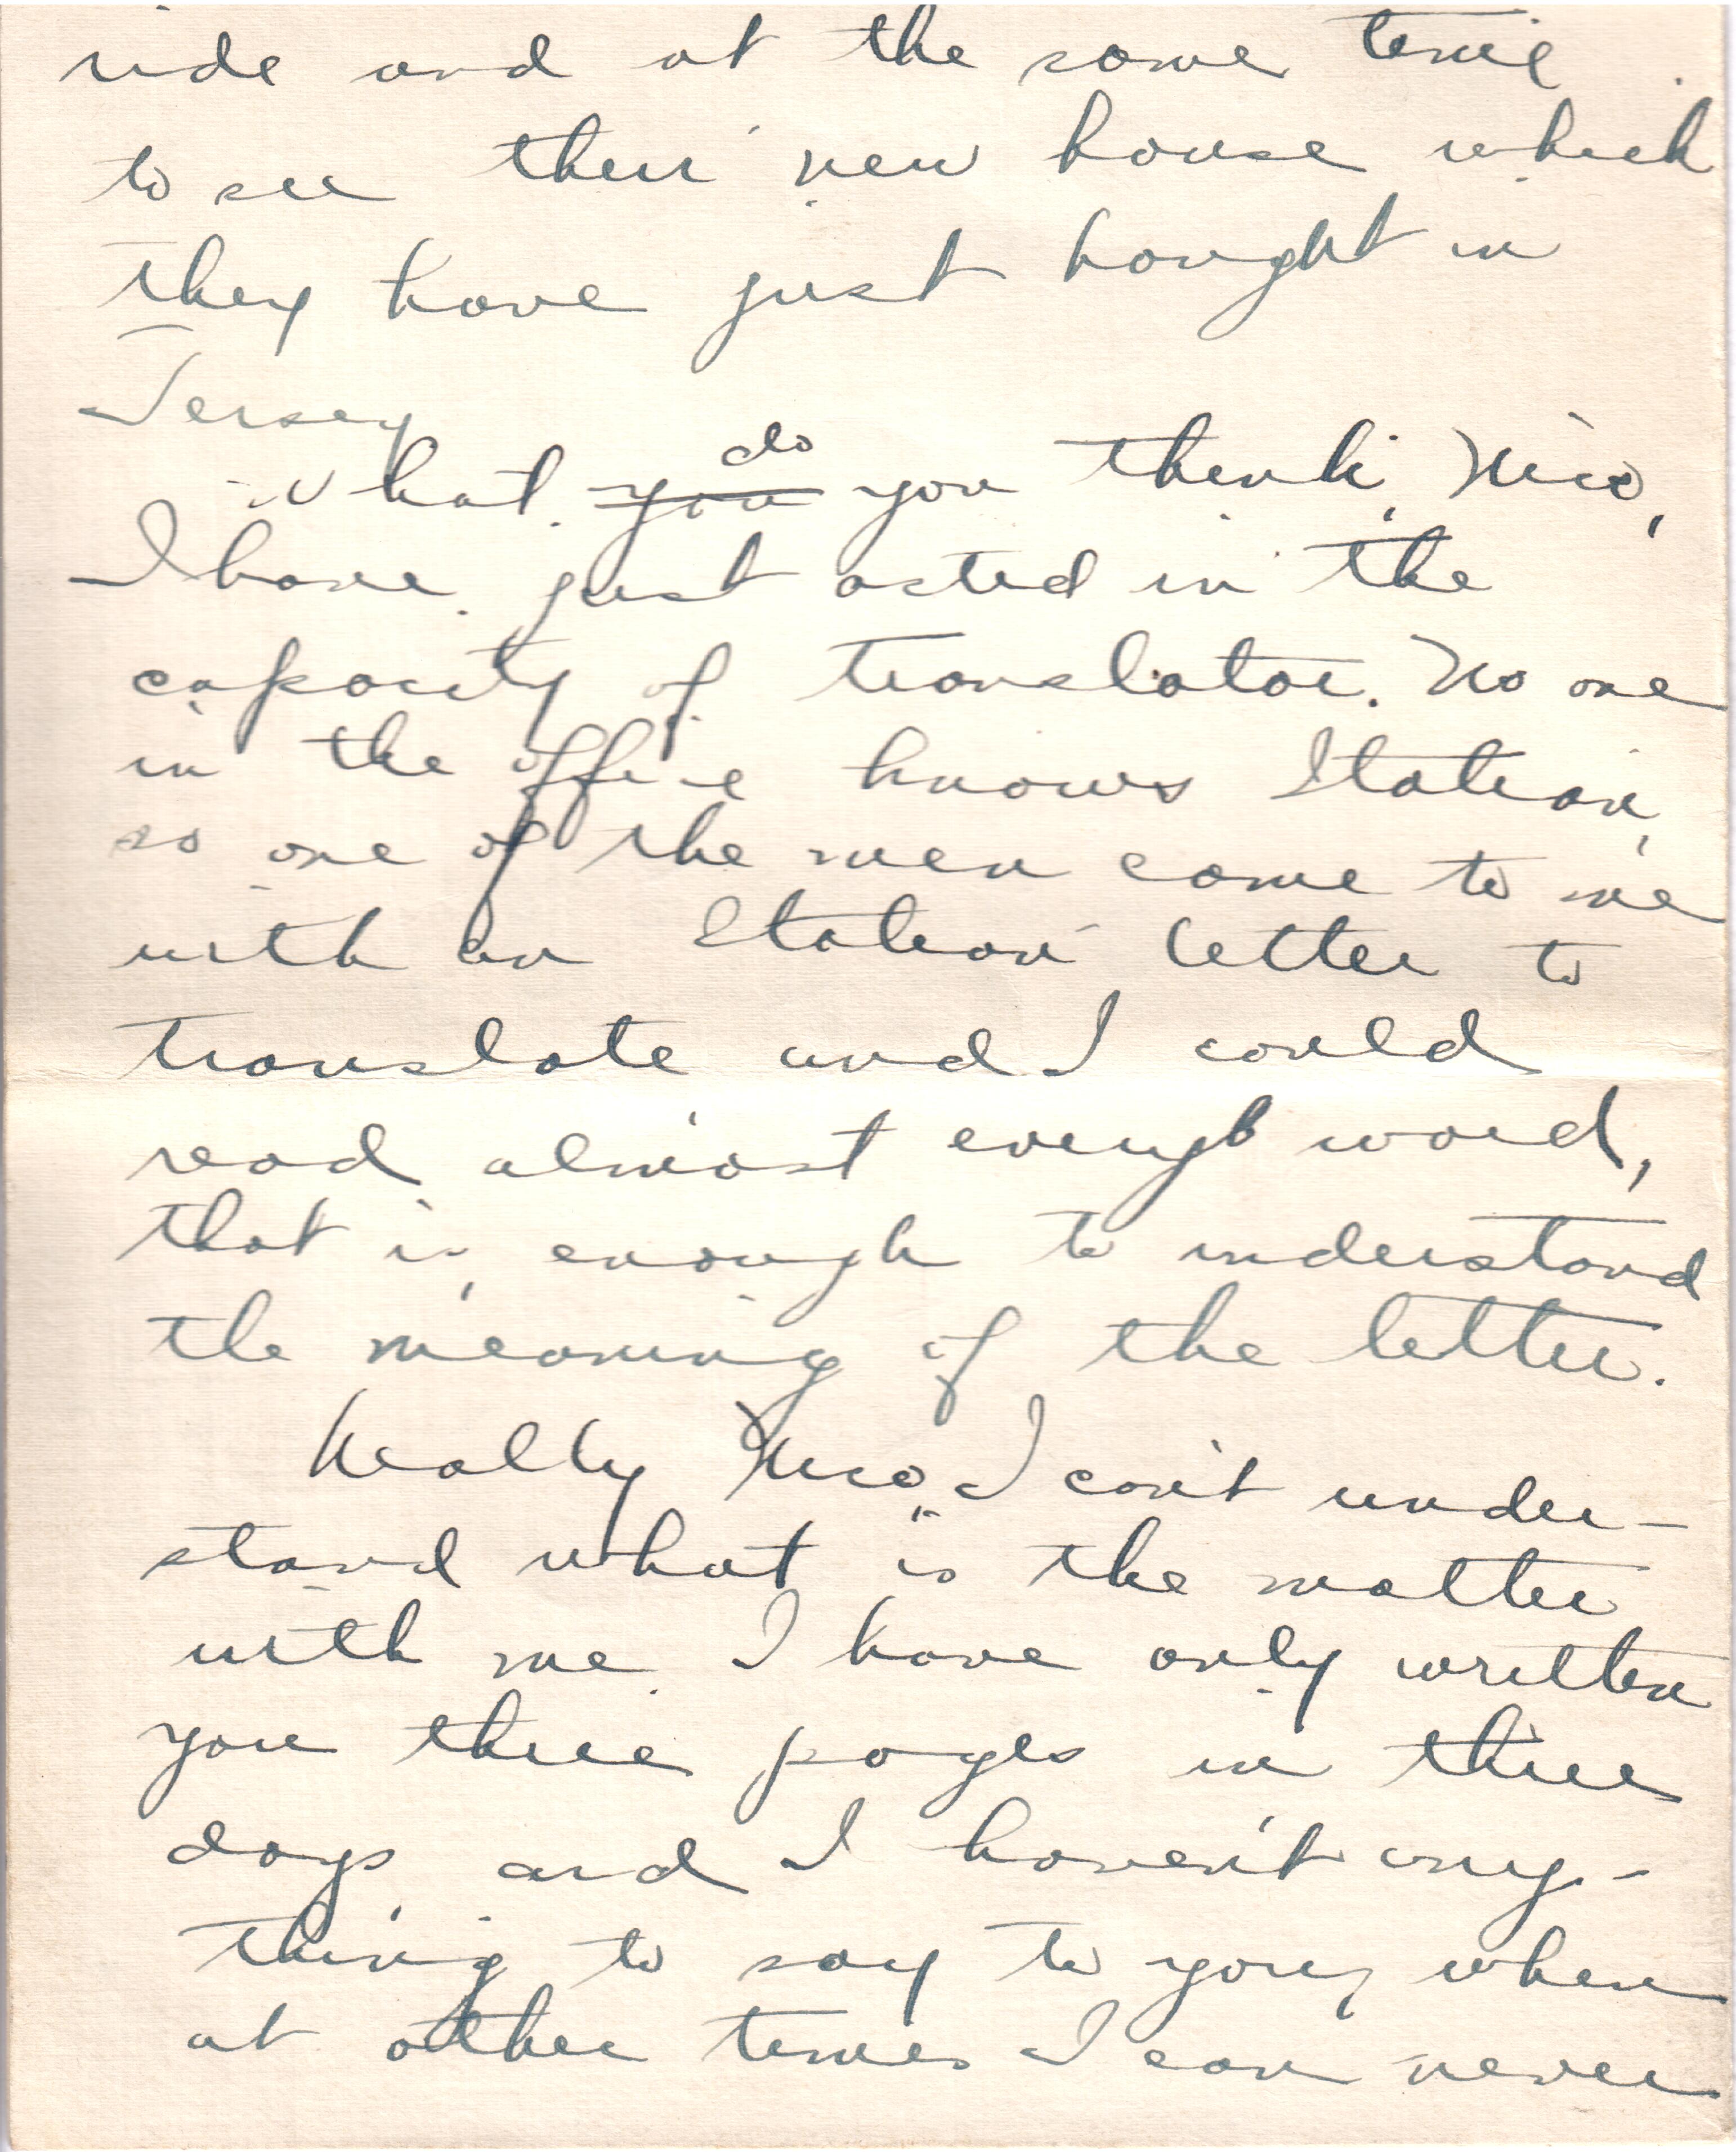 ride and at the same time
to see their new house which
they have just bought in
Jersey
What ~~you~~ do you think, Nico,
I have just acted in the
capacity of translator. No one
in the office knows Italian,
so one of the men came to me
with an Italian letter to
translate and I could
read almost every word,
that is, enough to understand
the meaning of the letter.
Really Nico, I can't under-
stand what is the matter
with me. I have only written
you three pages in three
days, and I haven't any-
thing to say to you, when
at other times I can never